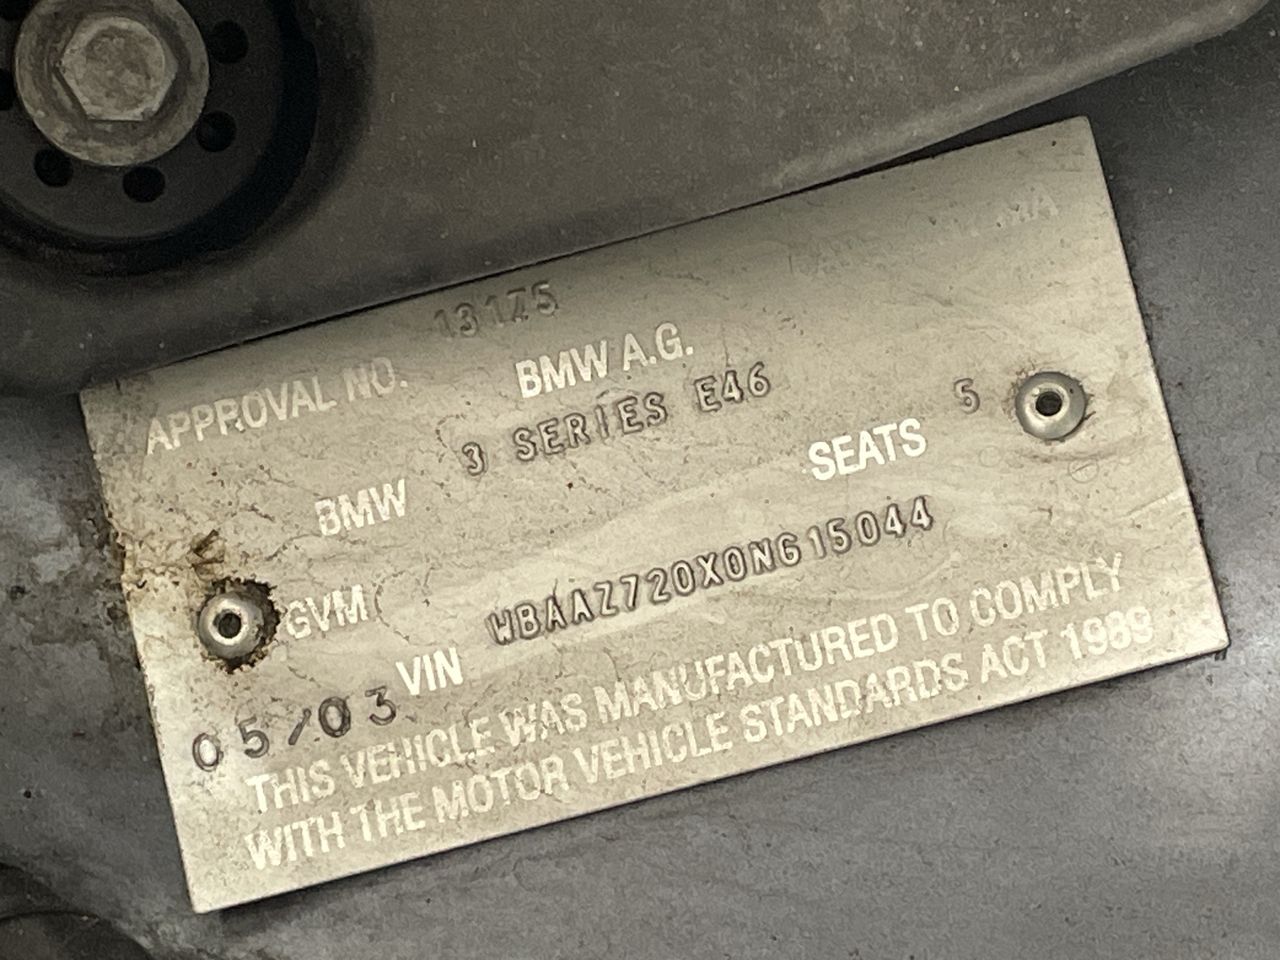 APPROVAL NO. 13175
BMW A.G.
BMW 3 SERIES E46
SEATS 5
GVM
VIN WBAAZ720X0NG15044
05/03
THIS VEHICLE WAS MANUFACTURED TO COMPLY
WITH THE MOTOR VEHICLE STANDARDS ACT 1989